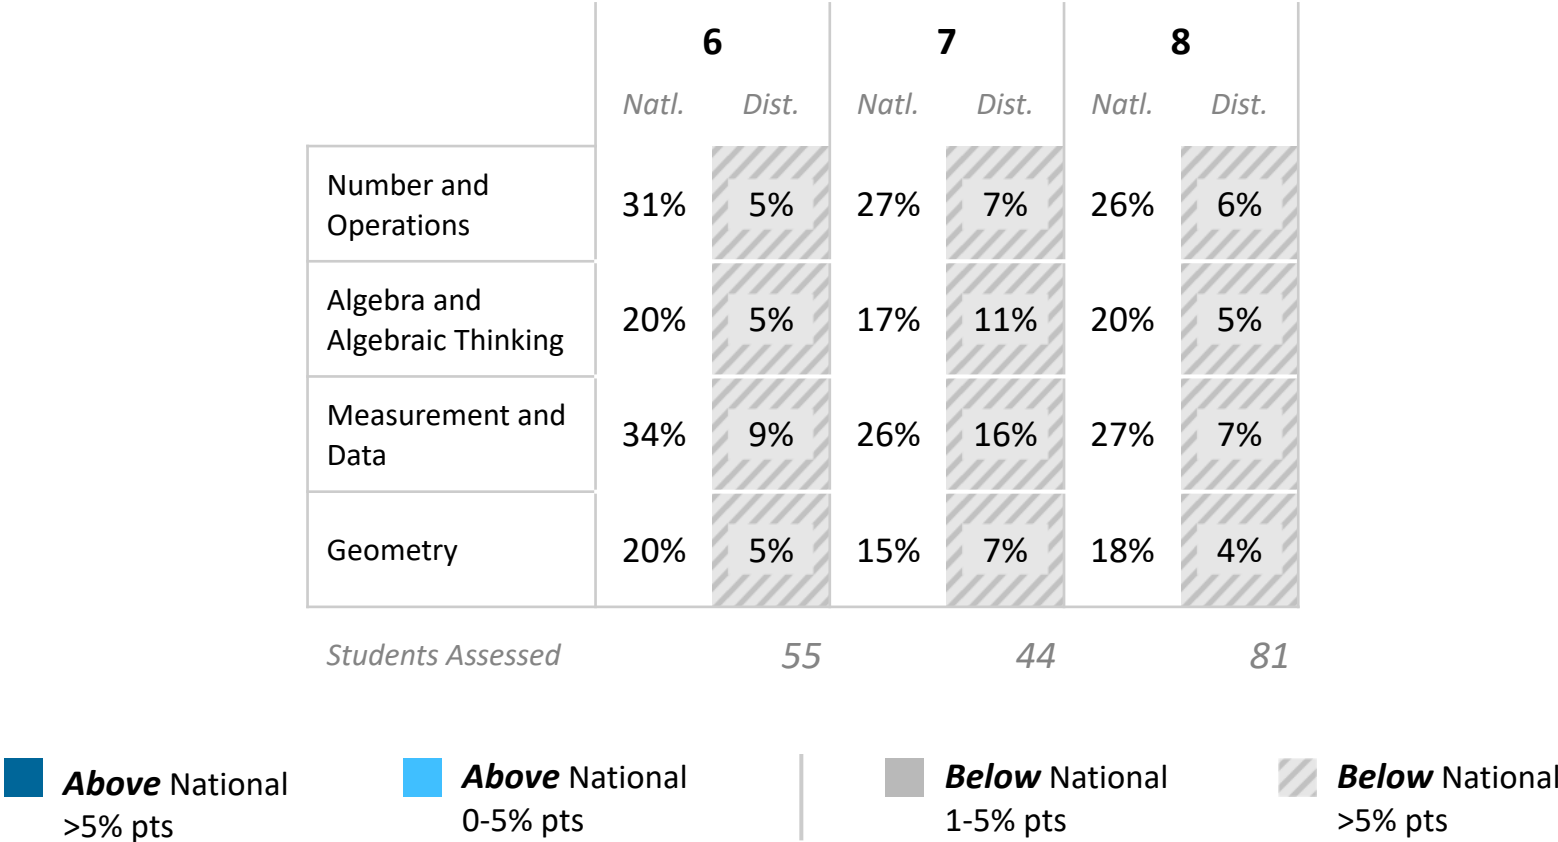 6 7 8
Natl. Dist. Natl. Dist. Natl. Dist.
Number and
Operations
31% 5% 27% 7% 26% 6%
Algebra and
Algebraic Thinking
20% 5% 17% 11% 20% 5%
Measurement and
Data
34% 9% 26% 16% 27% 7%
Geometry 20% 5% 15% 7% 18% 4%
Students Assessed 55 44 81
Above National
>5% pts
Above National
0-5% pts
Below National
1-5% pts
Below National
>5% pts